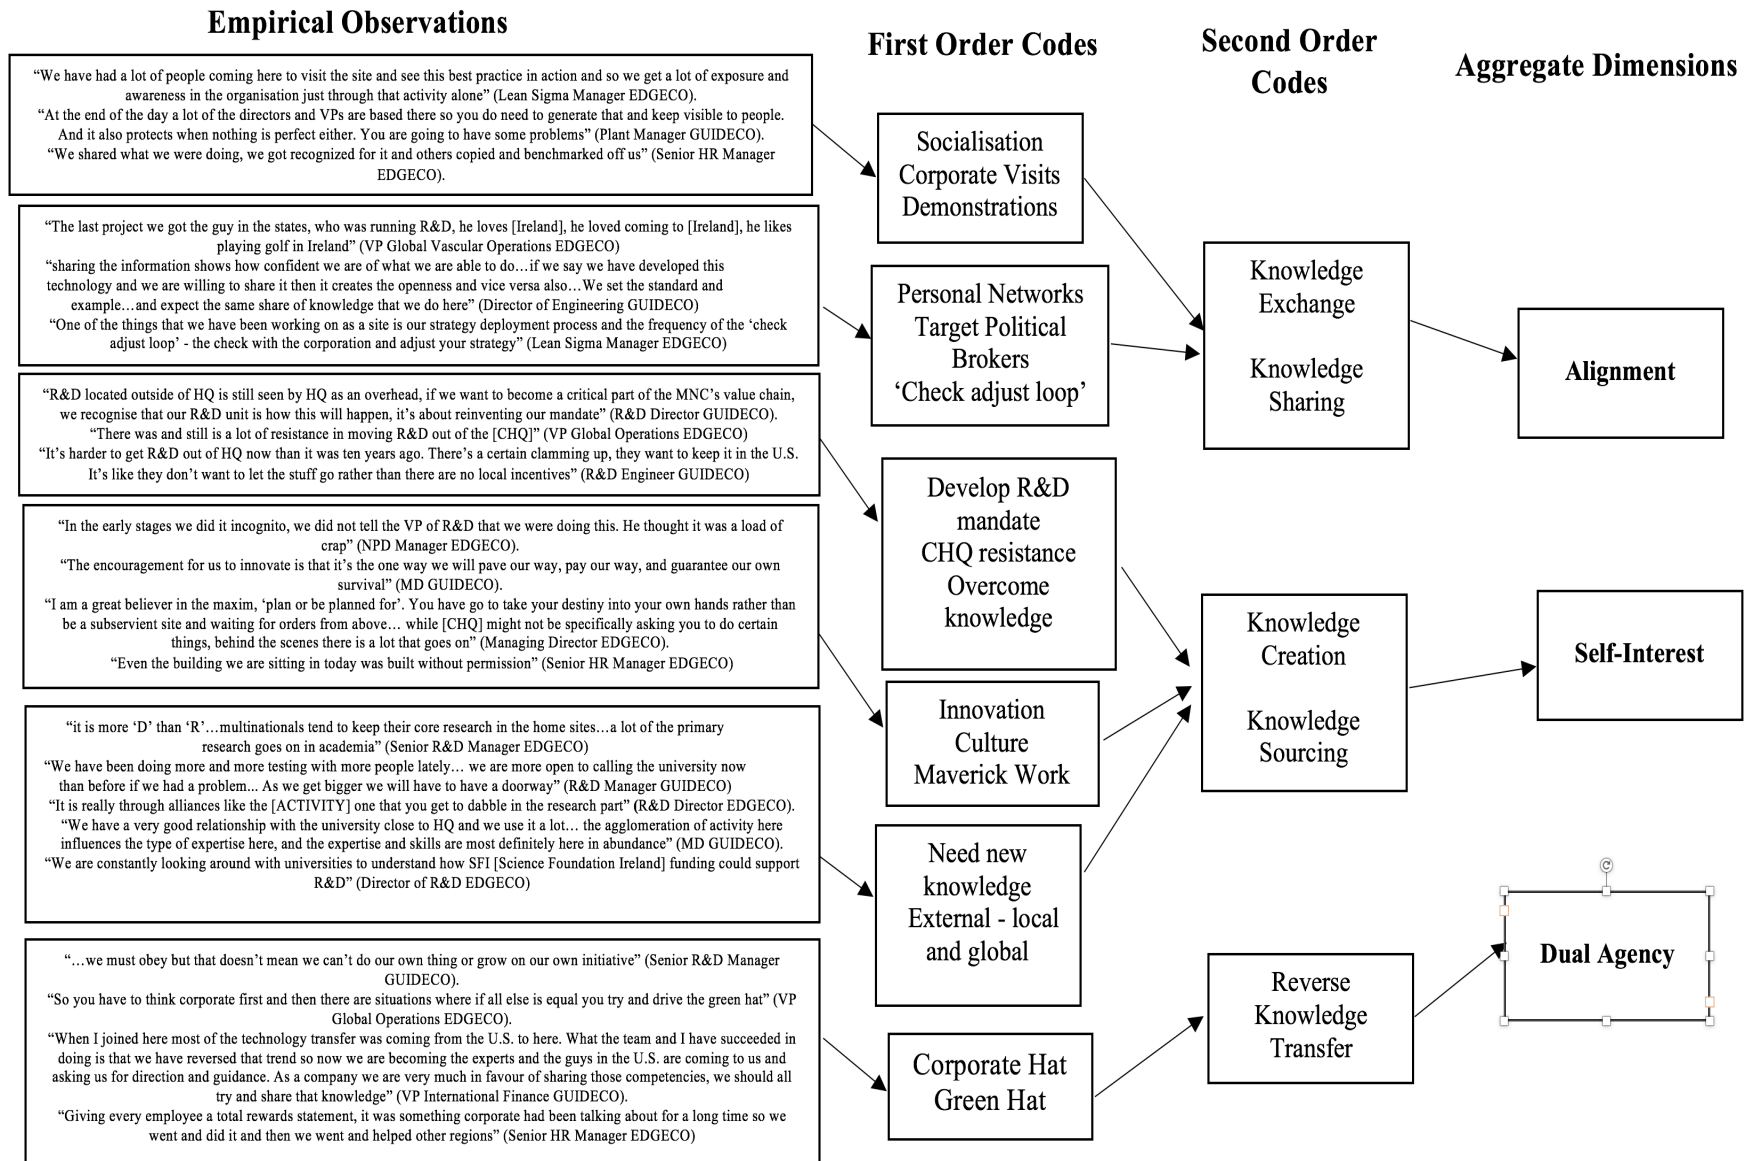 Empirical Observations
“We have had a lot of people coming here to visit the site and see this best practice in action and so we get a lot of exposure and
awareness in the organisation just through that activity alone” (Lean Sigma Manager EDGECO).
“At the end of the day a lot of the directors and VPs are based there so you do need to generate that and keep visible to people.
And it also protects when nothing is perfect either. You are going to have some problems” (Plant Manager GUIDECO).
“We shared what we were doing, we got recognized for it and others copied and benchmarked off us” (Senior HR Manager
EDGECO).
“The last project we got the guy in the states, who was running R&D, he loves [Ireland], he loved coming to [Ireland], he likes
playing golf in Ireland” (VP Global Vascular Operations EDGECO)
“sharing the information shows how confident we are of what we are able to do…if we say we have developed this
technology and we are willing to share it then it creates the openness and vice versa also…We set the standard and
example…and expect the same share of knowledge that we do here” (Director of Engineering GUIDECO)
“One of the things that we have been working on as a site is our strategy deployment process and the frequency of the ‘check
adjust loop’ - the check with the corporation and adjust your strategy” (Lean Sigma Manager EDGECO)
“R&D located outside of HQ is still seen by HQ as an overhead, if we want to become a critical part of the MNC’s value chain,
we recognise that our R&D unit is how this will happen, it’s about reinventing our mandate” (R&D Director GUIDECO).
“There was and still is a lot of resistance in moving R&D out of the [CHQ]” (VP Global Operations EDGECO)
“It’s harder to get R&D out of HQ now than it was ten years ago. There’s a certain clamming up, they want to keep it in the U.S.
It’s like they don’t want to let the stuff go rather than there are no local incentives” (R&D Engineer GUIDECO)
“In the early stages we did it incognito, we did not tell the VP of R&D that we were doing this. He thought it was a load of
crap” (NPD Manager EDGECO).
“The encouragement for us to innovate is that it’s the one way we will pave our way, pay our way, and guarantee our own
survival” (MD GUIDECO).
“I am a great believer in the maxim, ‘plan or be planned for’. You have go to take your destiny into your own hands rather than
be a subservient site and waiting for orders from above… while [CHQ] might not be specifically asking you to do certain
things, behind the scenes there is a lot that goes on” (Managing Director EDGECO).
“Even the building we are sitting in today was built without permission” (Senior HR Manager EDGECO)
“it is more ‘D’ than ‘R’…multinationals tend to keep their core research in the home sites…a lot of the primary
research goes on in academia” (Senior R&D Manager EDGECO)
“We have been doing more and more testing with more people lately… we are more open to calling the university now
than before if we had a problem... As we get bigger we will have to have a doorway” (R&D Manager GUIDECO)
“It is really through alliances like the [ACTIVITY] one that you get to dabble in the research part” (R&D Director EDGECO).
“We have a very good relationship with the university close to HQ and we use it a lot… the agglomeration of activity here
influences the type of expertise here, and the expertise and skills are most definitely here in abundance” (MD GUIDECO).
“We are constantly looking around with universities to understand how SFI [Science Foundation Ireland] funding could support
R&D” (Director of R&D EDGECO)
“…we must obey but that doesn’t mean we can’t do our own thing or grow on our own initiative” (Senior R&D Manager
GUIDECO).
“So you have to think corporate first and then there are situations where if all else is equal you try and drive the green hat” (VP
Global Operations EDGECO).
“When I joined here most of the technology transfer was coming from the U.S. to here. What the team and I have succeeded in
doing is that we have reversed that trend so now we are becoming the experts and the guys in the U.S. are coming to us and
asking us for direction and guidance. As a company we are very much in favour of sharing those competencies, we should all
try and share that knowledge” (VP International Finance GUIDECO).
“Giving every employee a total rewards statement, it was something corporate had been talking about for a long time so we
went and did it and then we went and helped other regions” (Senior HR Manager EDGECO)
First Order Codes
Socialisation
Corporate Visits
Demonstrations
Personal Networks
Target Political
Brokers
‘Check adjust loop’
Develop R&D
mandate
CHQ resistance
Overcome
knowledge
Innovation
Culture
Maverick Work
Need new
knowledge
External - local
and global
Corporate Hat
Green Hat
Second Order
Codes
Knowledge
Exchange
Knowledge
Sharing
Knowledge
Creation
Knowledge
Sourcing
Reverse
Knowledge
Transfer
Aggregate Dimensions
Alignment
Self-Interest
Dual Agency